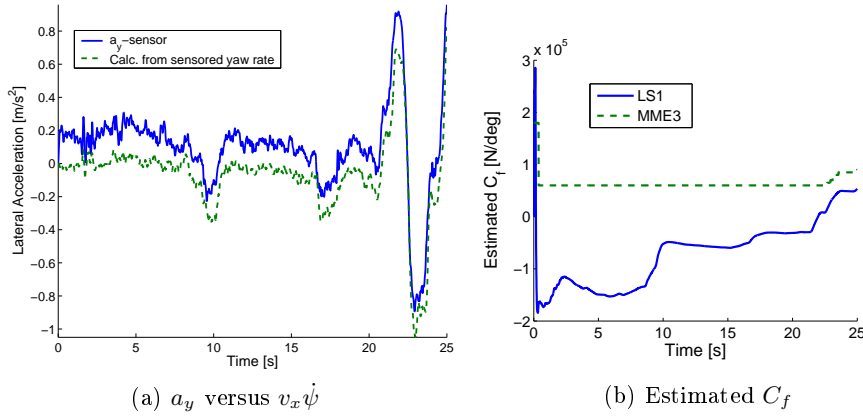 a_y-sensor
Calc. from sensored yaw rate
Lateral Acceleration [m/s²]
0.8
0.6
0.4
0.2
0
−0.2
−0.4
−0.6
−0.8
−1
0 5 10 15 20 25
Time [s]
(a) a_y versus v_x ψ̇
x 10⁵
LS1
MME3
Estimated C_f [N/deg]
3
2
1
0
−1
−2
0 5 10 15 20 25
Time [s]
(b) Estimated C_f